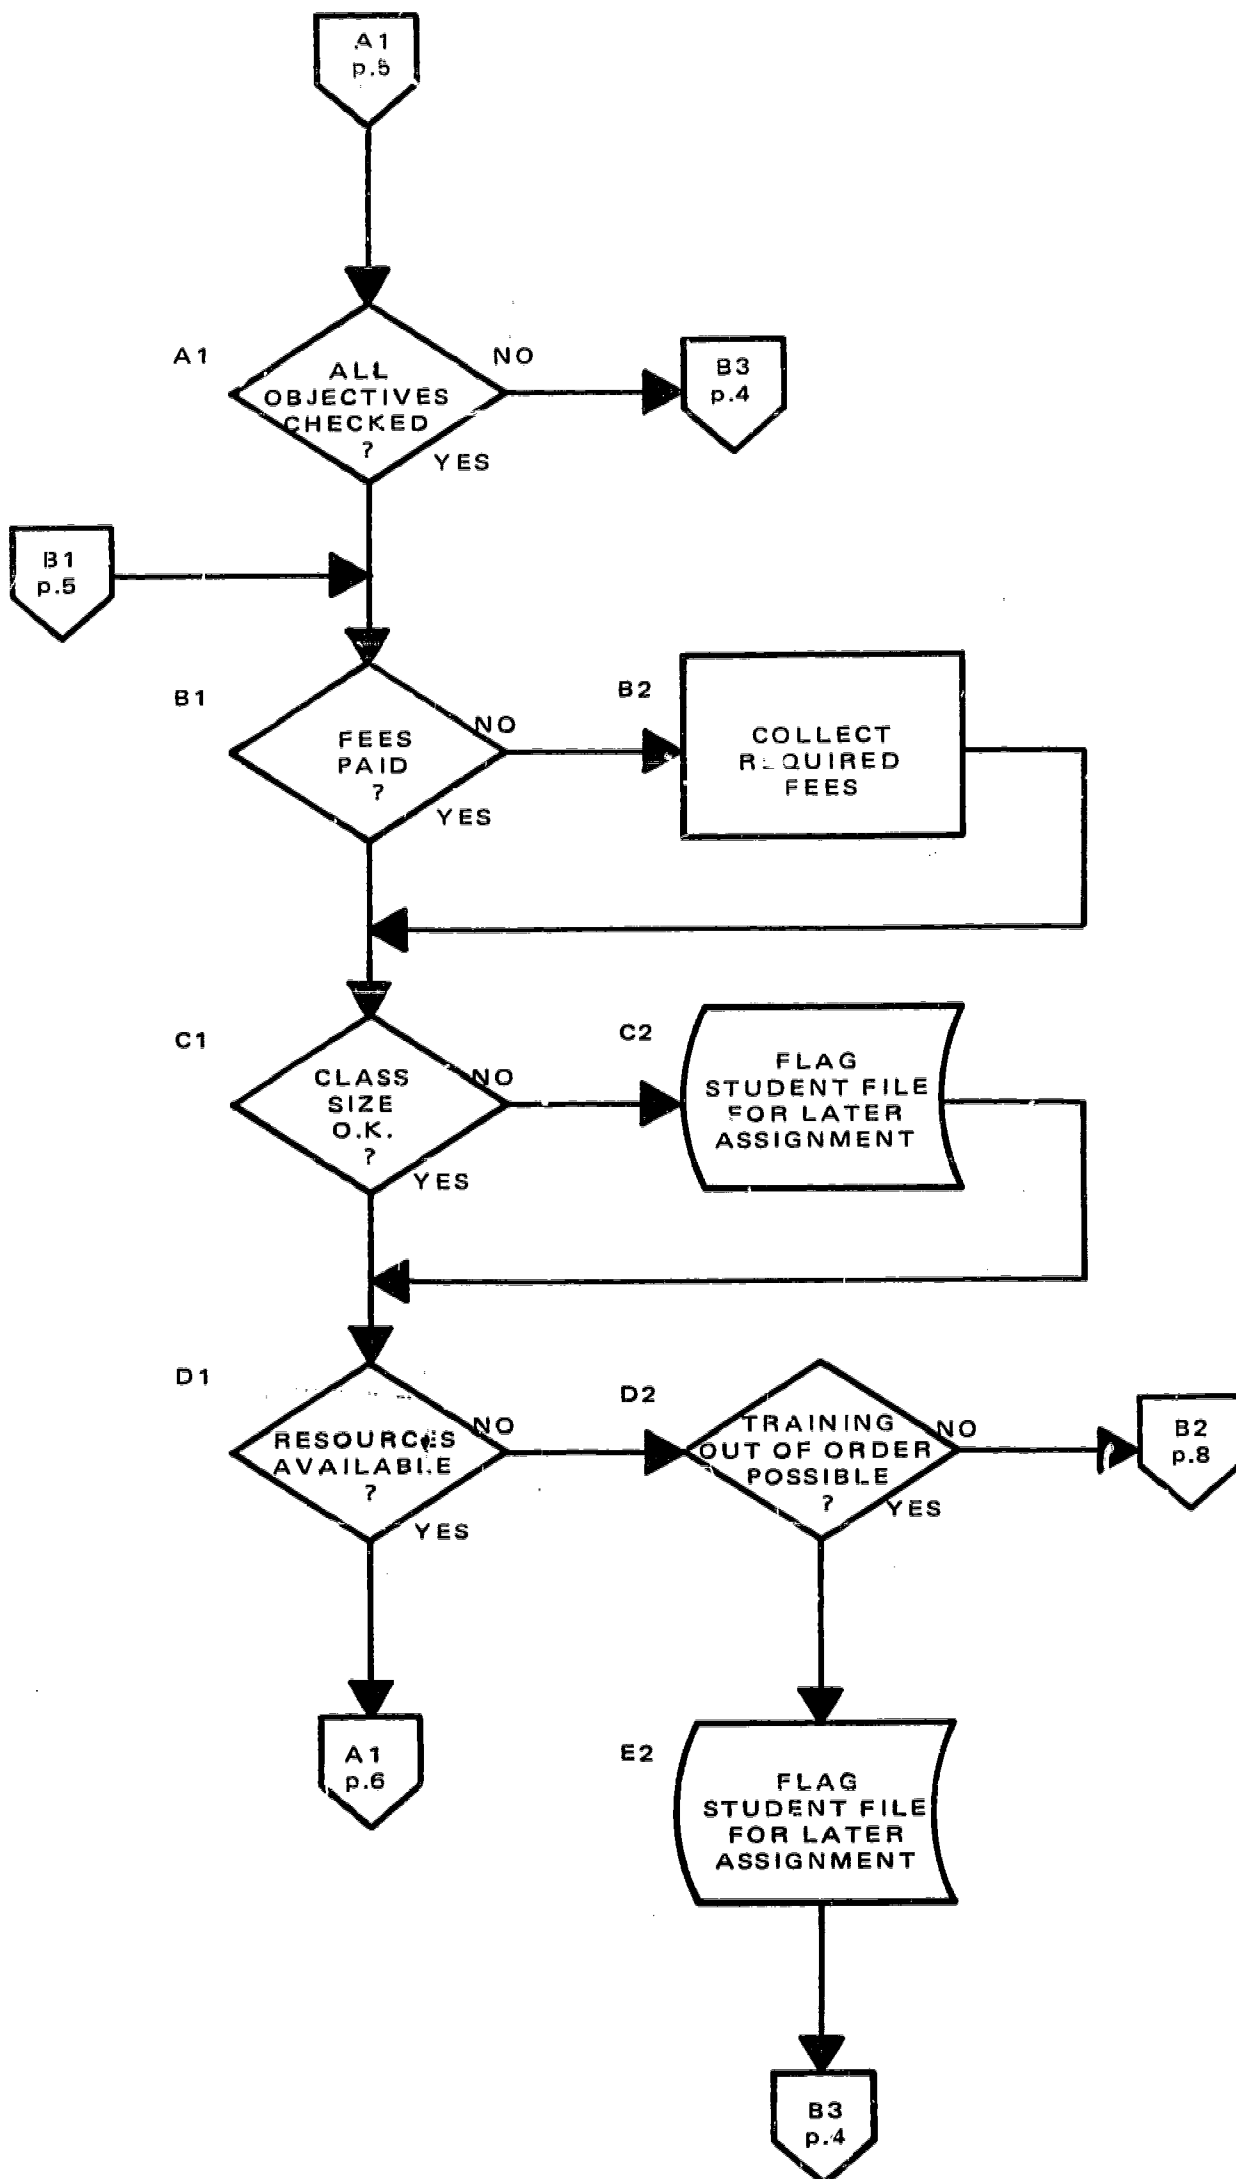 A1
p.5
A1
ALL
OBJECTIVES
CHECKED
?
NO
YES
B3
p.4
B1
p.5
B1
FEES
PAID
?
NO
YES
B2
COLLECT
REQUIRED
FEES
C1
CLASS
SIZE
O.K.
?
NO
YES
C2
FLAG
STUDENT FILE
FOR LATER
ASSIGNMENT
D1
RESOURCES
AVAILABLE
?
NO
YES
D2
TRAINING
OUT OF ORDER
POSSIBLE
?
NO
YES
B2
p.8
A1
p.6
E2
FLAG
STUDENT FILE
FOR LATER
ASSIGNMENT
B3
p.4